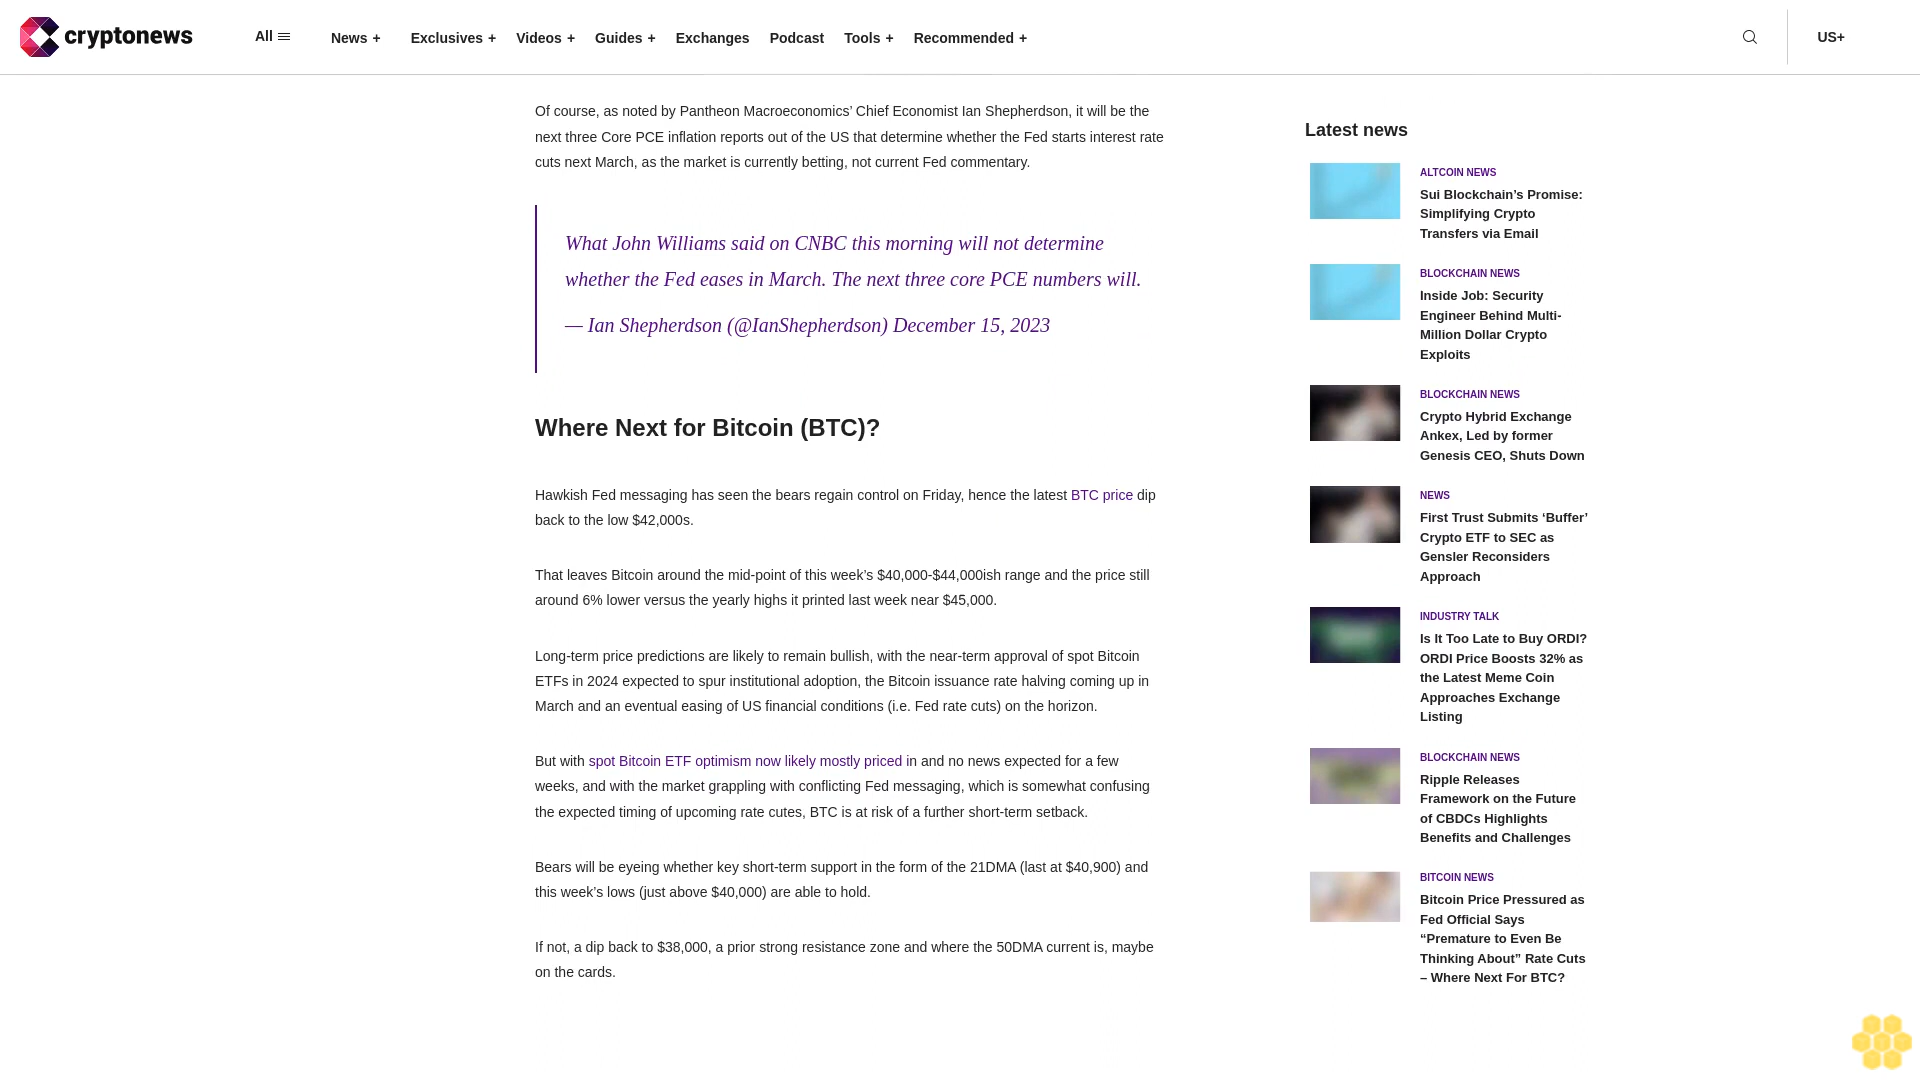 cryptonews
All
News +
Exclusives +
Videos +
Guides +
Exchanges
Podcast
Tools +
Recommended +
US+
Of course, as noted by Pantheon Macroeconomics’ Chief Economist Ian Shepherdson, it will be the
next three Core PCE inflation reports out of the US that determine whether the Fed starts interest rate
cuts next March, as the market is currently betting, not current Fed commentary.
What John Williams said on CNBC this morning will not determine
whether the Fed eases in March. The next three core PCE numbers will.
— Ian Shepherdson (@IanShepherdson) December 15, 2023
Where Next for Bitcoin (BTC)?
Hawkish Fed messaging has seen the bears regain control on Friday, hence the latest BTC price dip
back to the low $42,000s.
That leaves Bitcoin around the mid-point of this week’s $40,000-$44,000ish range and the price still
around 6% lower versus the yearly highs it printed last week near $45,000.
Long-term price predictions are likely to remain bullish, with the near-term approval of spot Bitcoin
ETFs in 2024 expected to spur institutional adoption, the Bitcoin issuance rate halving coming up in
March and an eventual easing of US financial conditions (i.e. Fed rate cuts) on the horizon.
But with spot Bitcoin ETF optimism now likely mostly priced in and no news expected for a few
weeks, and with the market grappling with conflicting Fed messaging, which is somewhat confusing
the expected timing of upcoming rate cutes, BTC is at risk of a further short-term setback.
Bears will be eyeing whether key short-term support in the form of the 21DMA (last at $40,900) and
this week’s lows (just above $40,000) are able to hold.
If not, a dip back to $38,000, a prior strong resistance zone and where the 50DMA current is, maybe
on the cards.
Latest news
ALTCOIN NEWS
Sui Blockchain’s Promise:
Simplifying Crypto
Transfers via Email
BLOCKCHAIN NEWS
Inside Job: Security
Engineer Behind Multi-
Million Dollar Crypto
Exploits
BLOCKCHAIN NEWS
Crypto Hybrid Exchange
Ankex, Led by former
Genesis CEO, Shuts Down
NEWS
First Trust Submits ‘Buffer’
Crypto ETF to SEC as
Gensler Reconsiders
Approach
INDUSTRY TALK
Is It Too Late to Buy ORDI?
ORDI Price Boosts 32% as
the Latest Meme Coin
Approaches Exchange
Listing
BLOCKCHAIN NEWS
Ripple Releases
Framework on the Future
of CBDCs Highlights
Benefits and Challenges
BITCOIN NEWS
Bitcoin Price Pressured as
Fed Official Says
“Premature to Even Be
Thinking About” Rate Cuts
– Where Next For BTC?